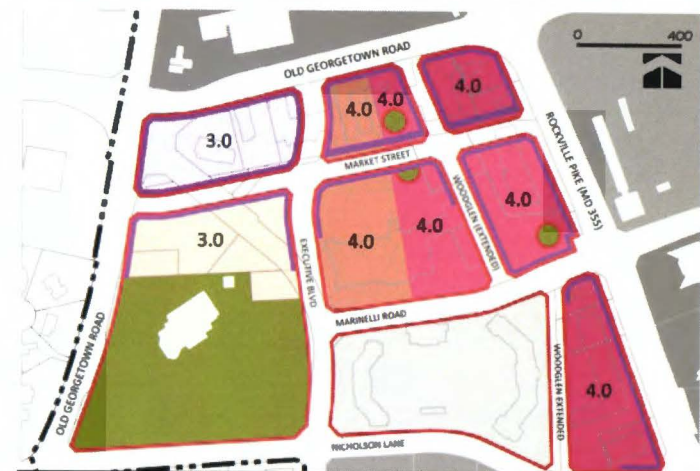 0 400
OLD GEORGETOWN ROAD
4.0
4.0
4.0
3.0
MARKET STREET
ROCKVILLE PIKE (MD 355)
WOODGLEN (EXTENDED)
4.0
4.0
4.0
3.0
EXECUTIVE BLVD
MARINELLI ROAD
OLD GEORGETOWN ROAD
WOODGLEN EXTENDED
4.0
NICHOLSON LANE